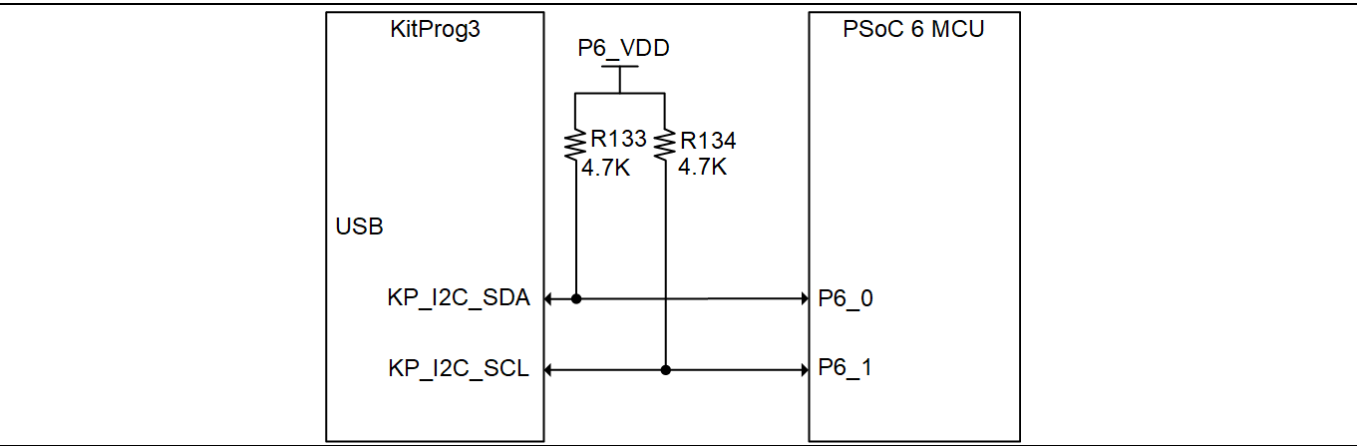 KitProg3
P6_VDD
PSoC 6 MCU
R133
4.7K
R134
4.7K
USB
KP_I2C_SDA
P6_0
KP_I2C_SCL
P6_1